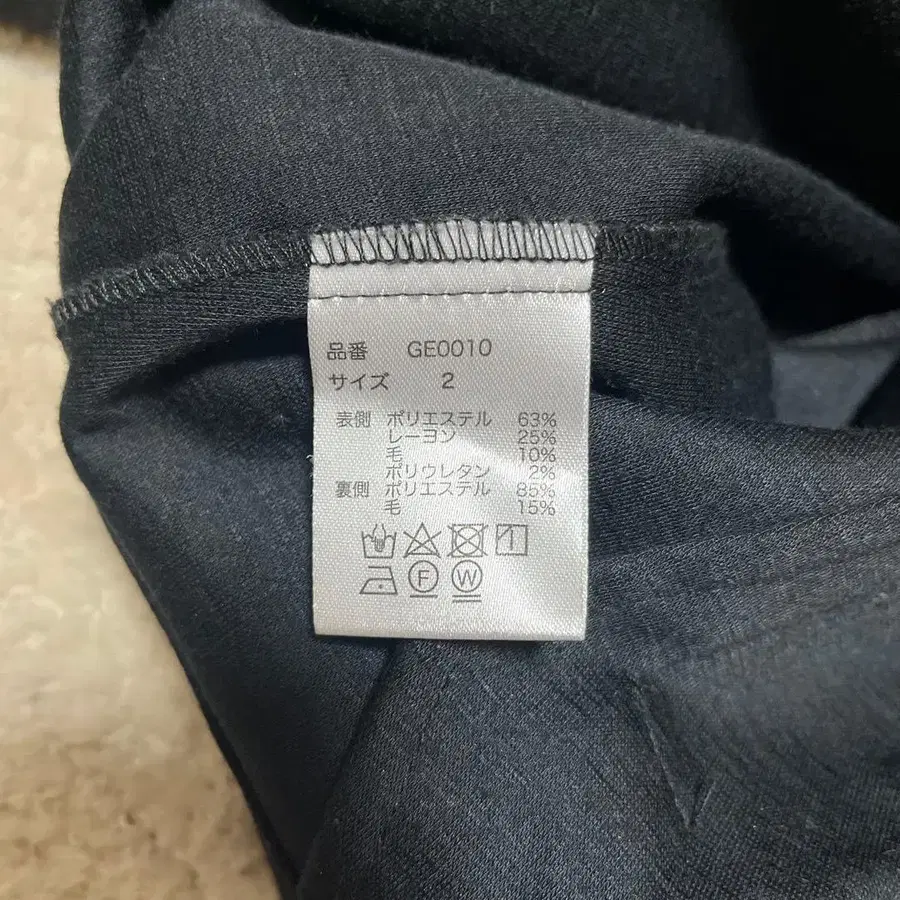 品番 GE0010
サイズ 2
表側 ポリエステル 63%
レーヨン 25%
毛 10%
ポリウレタン 2%
裏側 ポリエステル 85%
毛 15%
F W